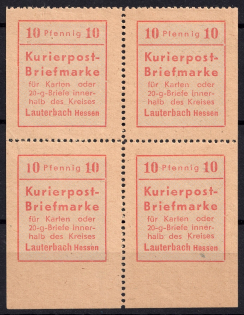 10 Pfennig 10
Kurierpost-
Briefmarke
für Karten oder
20-g-Briefe inner-
halb des Kreises
Lauterbach Hessen
10 Pfennig 10
Kurierpost-
Briefmarke
für Karten oder
20-g-Briefe inner-
halb des Kreises
Lauterbach Hessen
10 Pfennig 10
Kurierpost-
Briefmarke
für Karten oder
20-g-Briefe inner-
halb des Kreises
Lauterbach Hessen
10 Pfennig 10
Kurierpost-
Briefmarke
für Karten oder
20-g-Briefe inner-
halb des Kreises
Lauterbach Hessen